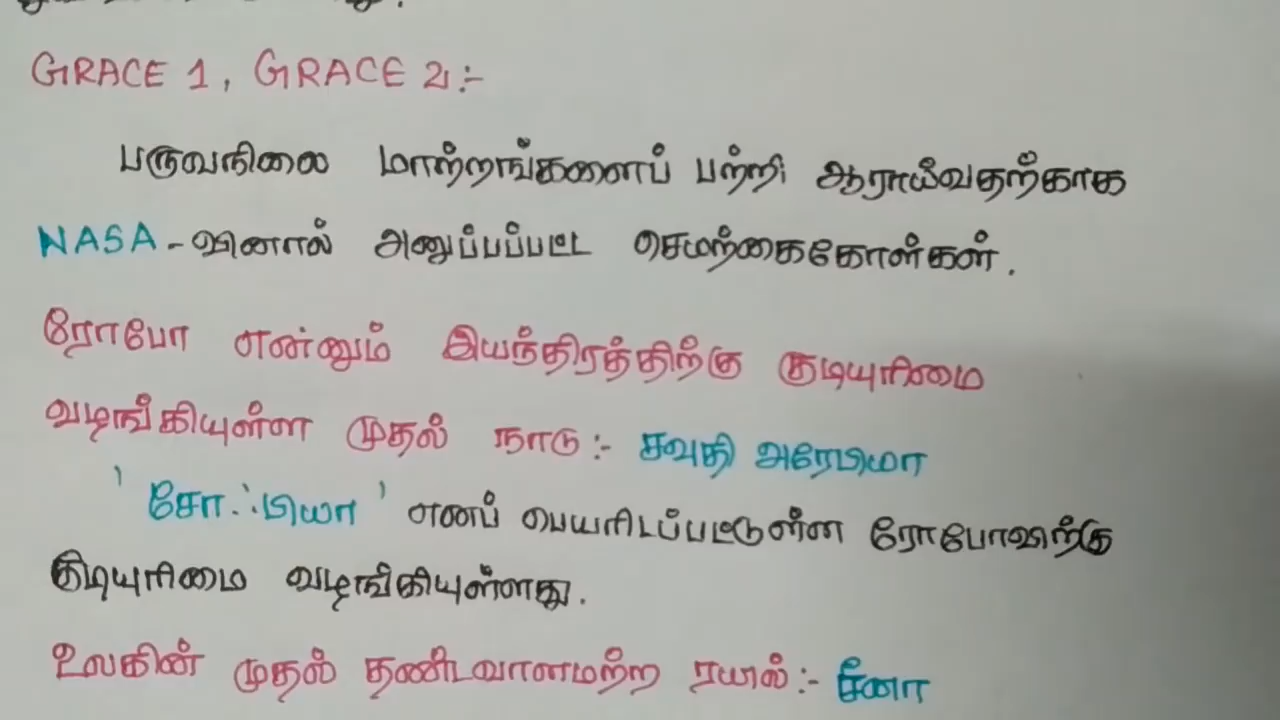 GRACE 1, GRACE 2:-
பருவநிலை மாற்றங்களைப் பற்றி ஆராய்வதற்காக
NASA - வினால் அனுப்பப்பட்ட செயற்கைகோள்கள்.
ரோபோ என்னும் இயந்திரத்திற்கு குடியுரிமை
வழங்கியுள்ள முதல் நாடு :- சவுதி அரேபியா
' சோஃபியா ' எனப் பெயரிடப்பட்டுள்ள ரோபோவிற்கு
குடியுரிமை வழங்கியுள்ளது.
உலகின் முதல் தண்டவாளமற்ற ரயில் :- சீனா